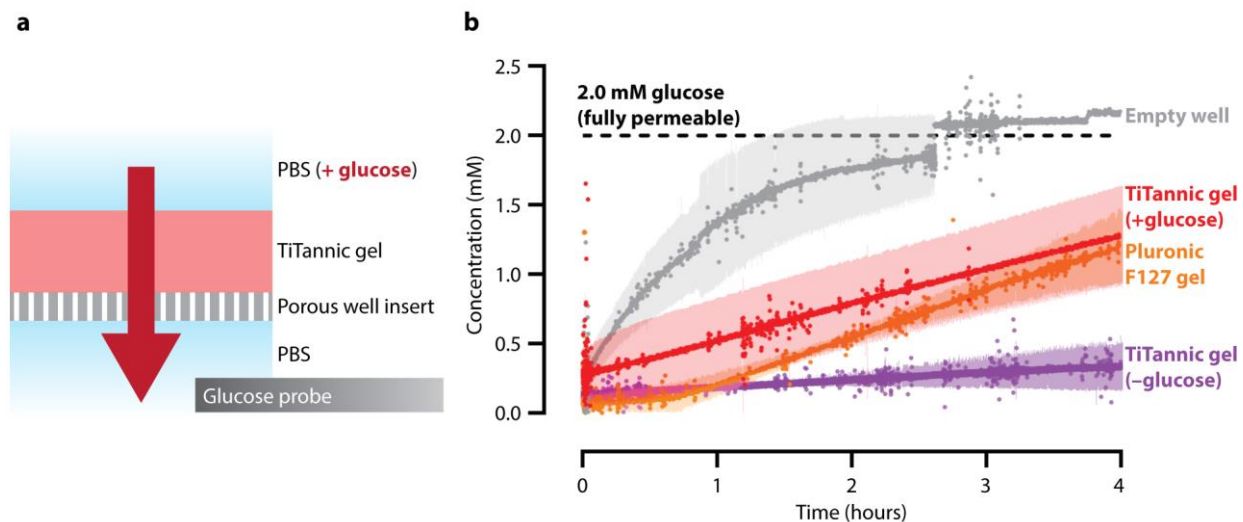 a
PBS (+ glucose)
TiTannic gel
Porous well insert
PBS
Glucose probe
b
Concentration (mM)
2.5
2.0
1.5
1.0
0.5
0.0
2.0 mM glucose
(fully permeable)
Empty well
TiTannic gel
(+glucose)
Pluronic
F127 gel
TiTannic gel
(−glucose)
0
1
2
3
4
Time (hours)